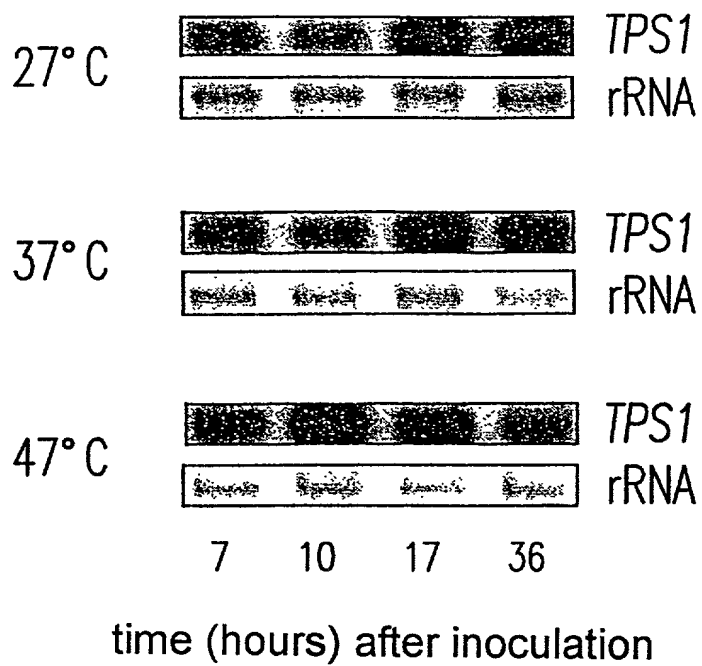 27°C
TPS1
rRNA
37°C
TPS1
rRNA
47°C
TPS1
rRNA
7 10 17 36
time (hours) after inoculation